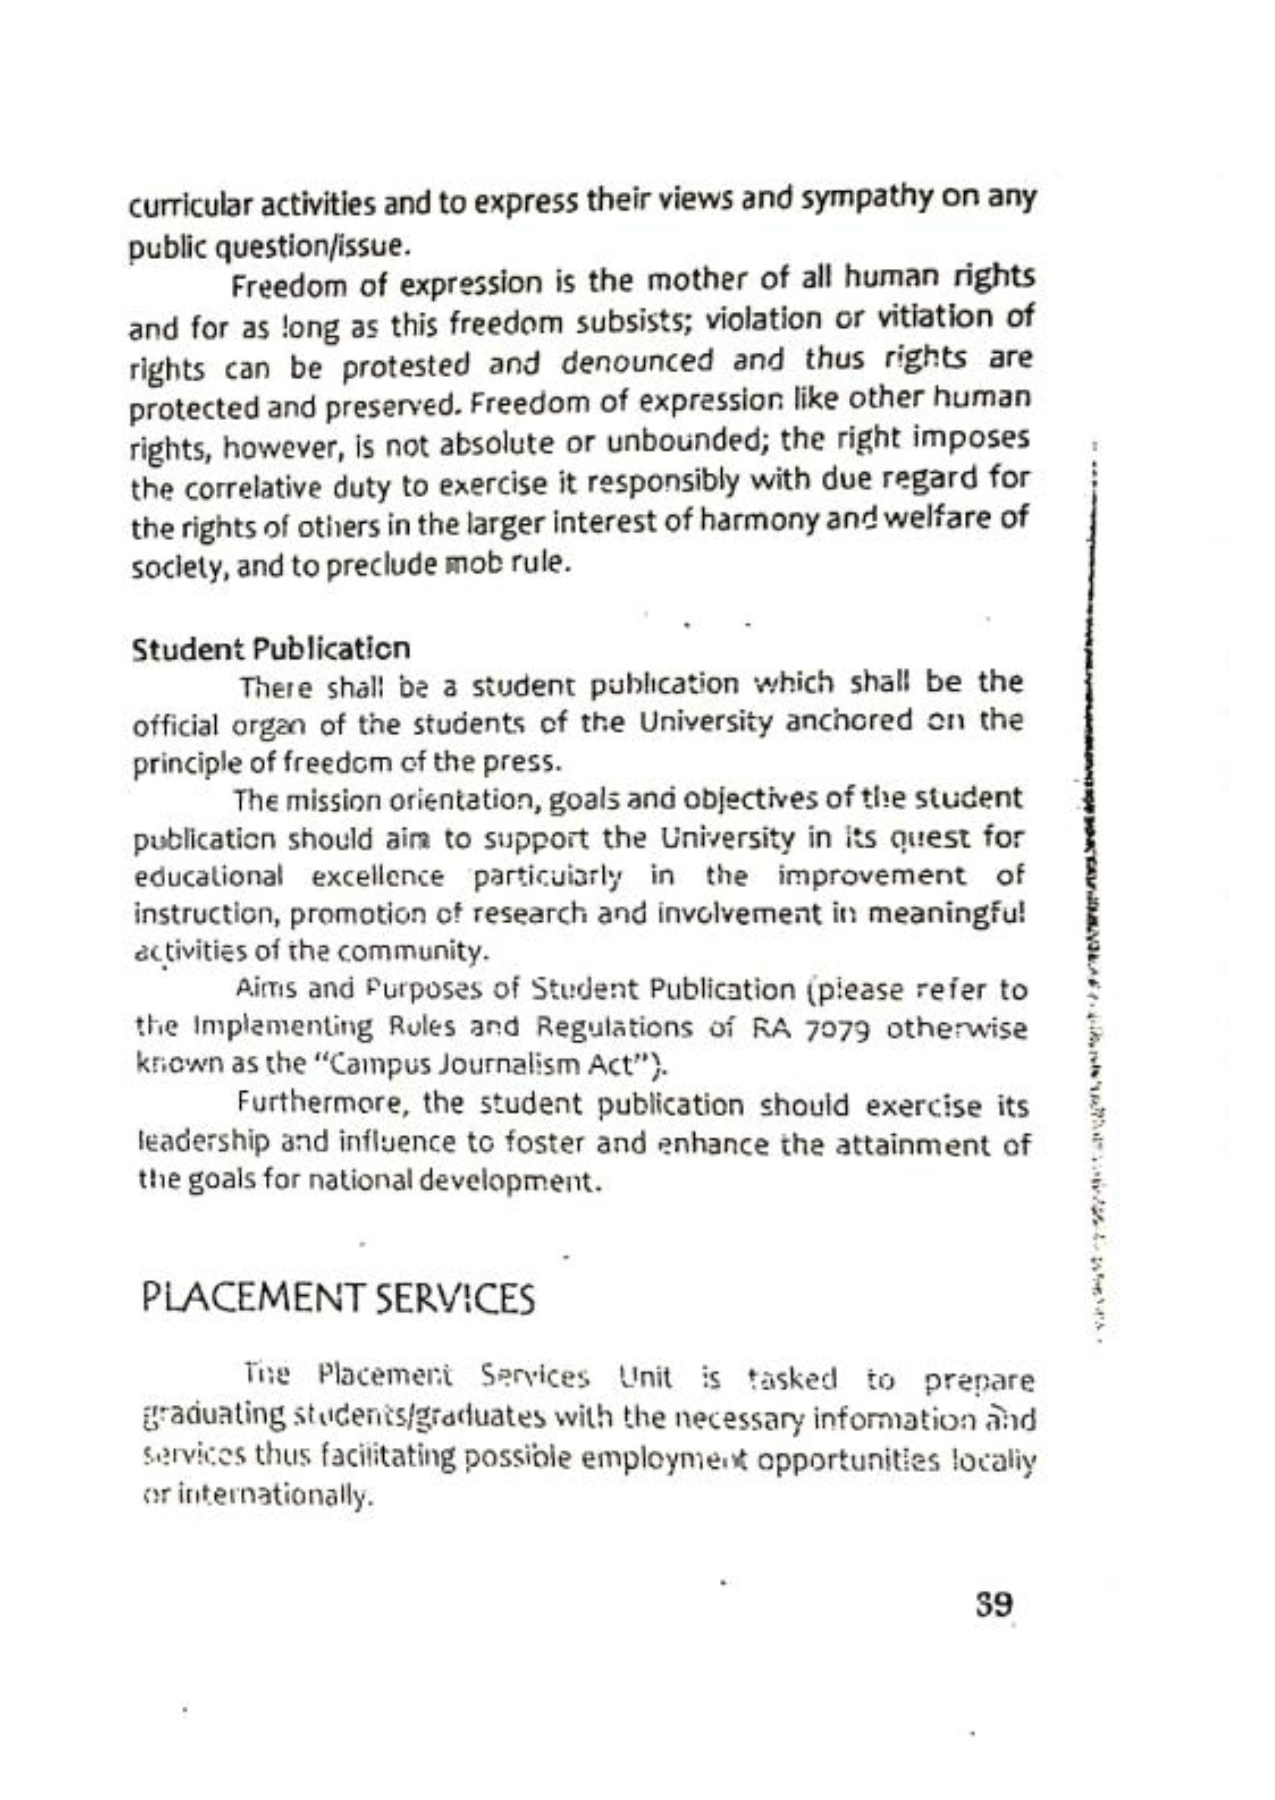 curricular activities and to express their views and sympathy on any
public question/issue.
Freedom of expression is the mother of all human rights
and for as long as this freedom subsists; violation or vitiation of
rights can be protested and denounced and thus rights are
protected and preserved. Freedom of expression like other human
rights, however, is not absolute or unbounded; the right imposes
the correlative duty to exercise it responsibly with due regard for
the rights of others in the larger interest of harmony and welfare of
society, and to preclude mob rule.
Student Publication
There shall be a student publication which shall be the
official organ of the students of the University anchored on the
principle of freedom of the press.
The mission orientation, goals and objectives of the student
publication should aim to support the University in its quest for
educational excellence particularly in the improvement of
instruction, promotion of research and involvement in meaningful
activities of the community.
Aims and Purposes of Student Publication (please refer to
the Implementing Rules and Regulations of RA 7079 otherwise
known as the "Campus Journalism Act").
Furthermore, the student publication should exercise its
leadership and influence to foster and enhance the attainment of
the goals for national development.
PLACEMENT SERVICES
The Placement Services Unit is tasked to prepare
graduating students/graduates with the necessary information and
services thus facilitating possible employment opportunities locally
or internationally.
39